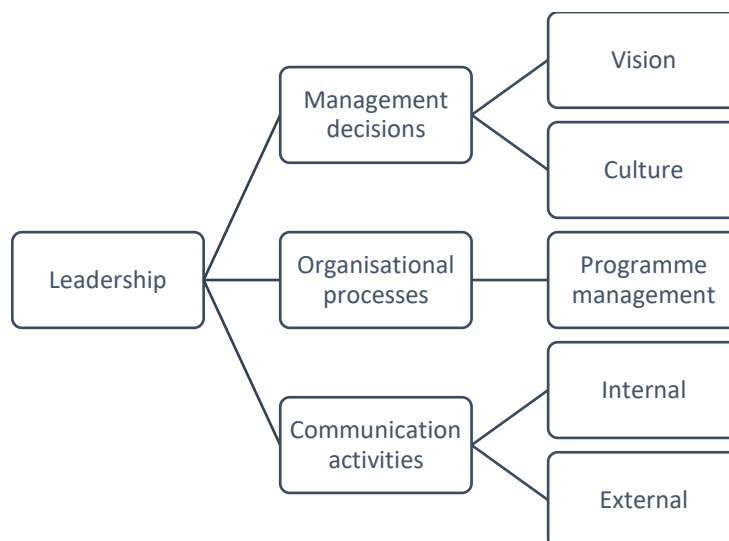 Leadership
Management
decisions
Vision
Culture
Organisational
processes
Programme
management
Communication
activities
Internal
External